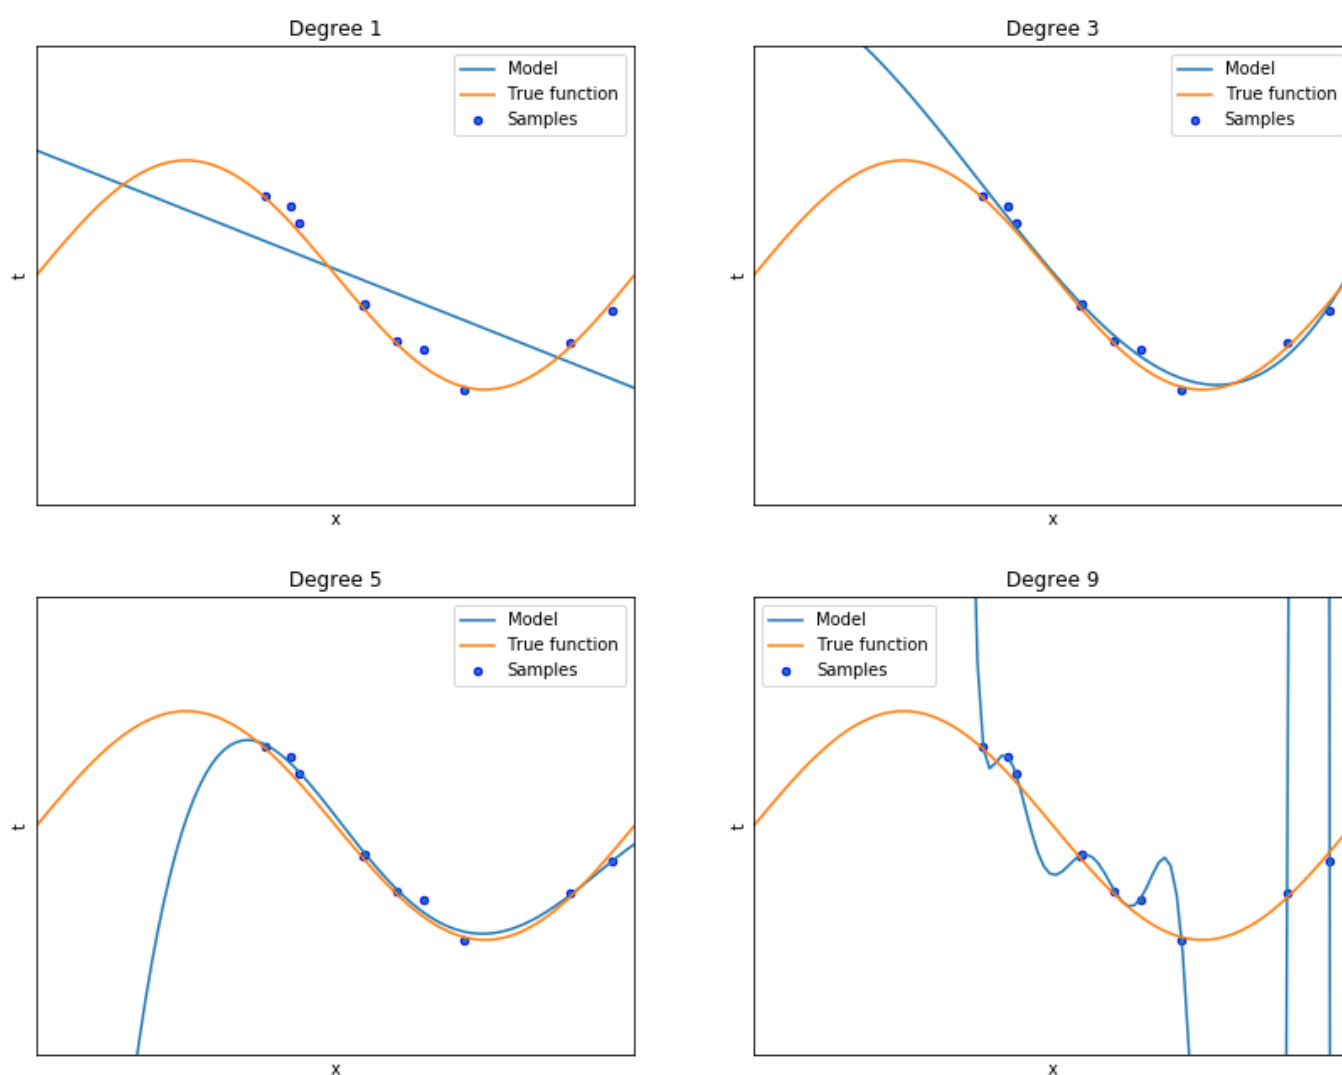 Degree 1
Model
True function
Samples
t
x
Degree 3
Model
True function
Samples
t
x
Degree 5
Model
True function
Samples
t
x
Degree 9
Model
True function
Samples
t
x